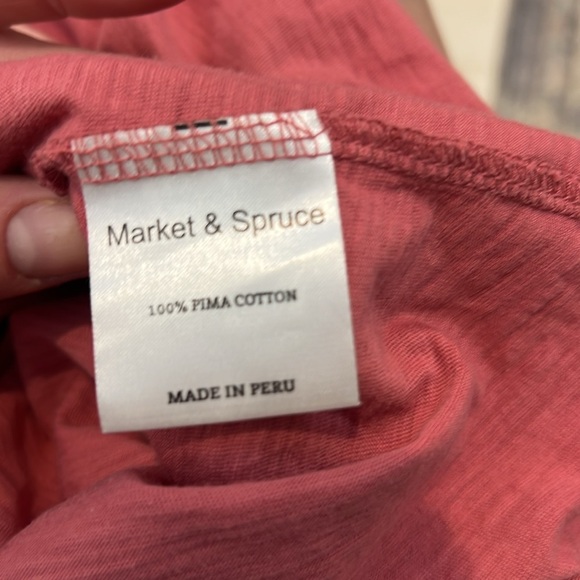 Market & Spruce
100% PIMA COTTON
MADE IN PERU